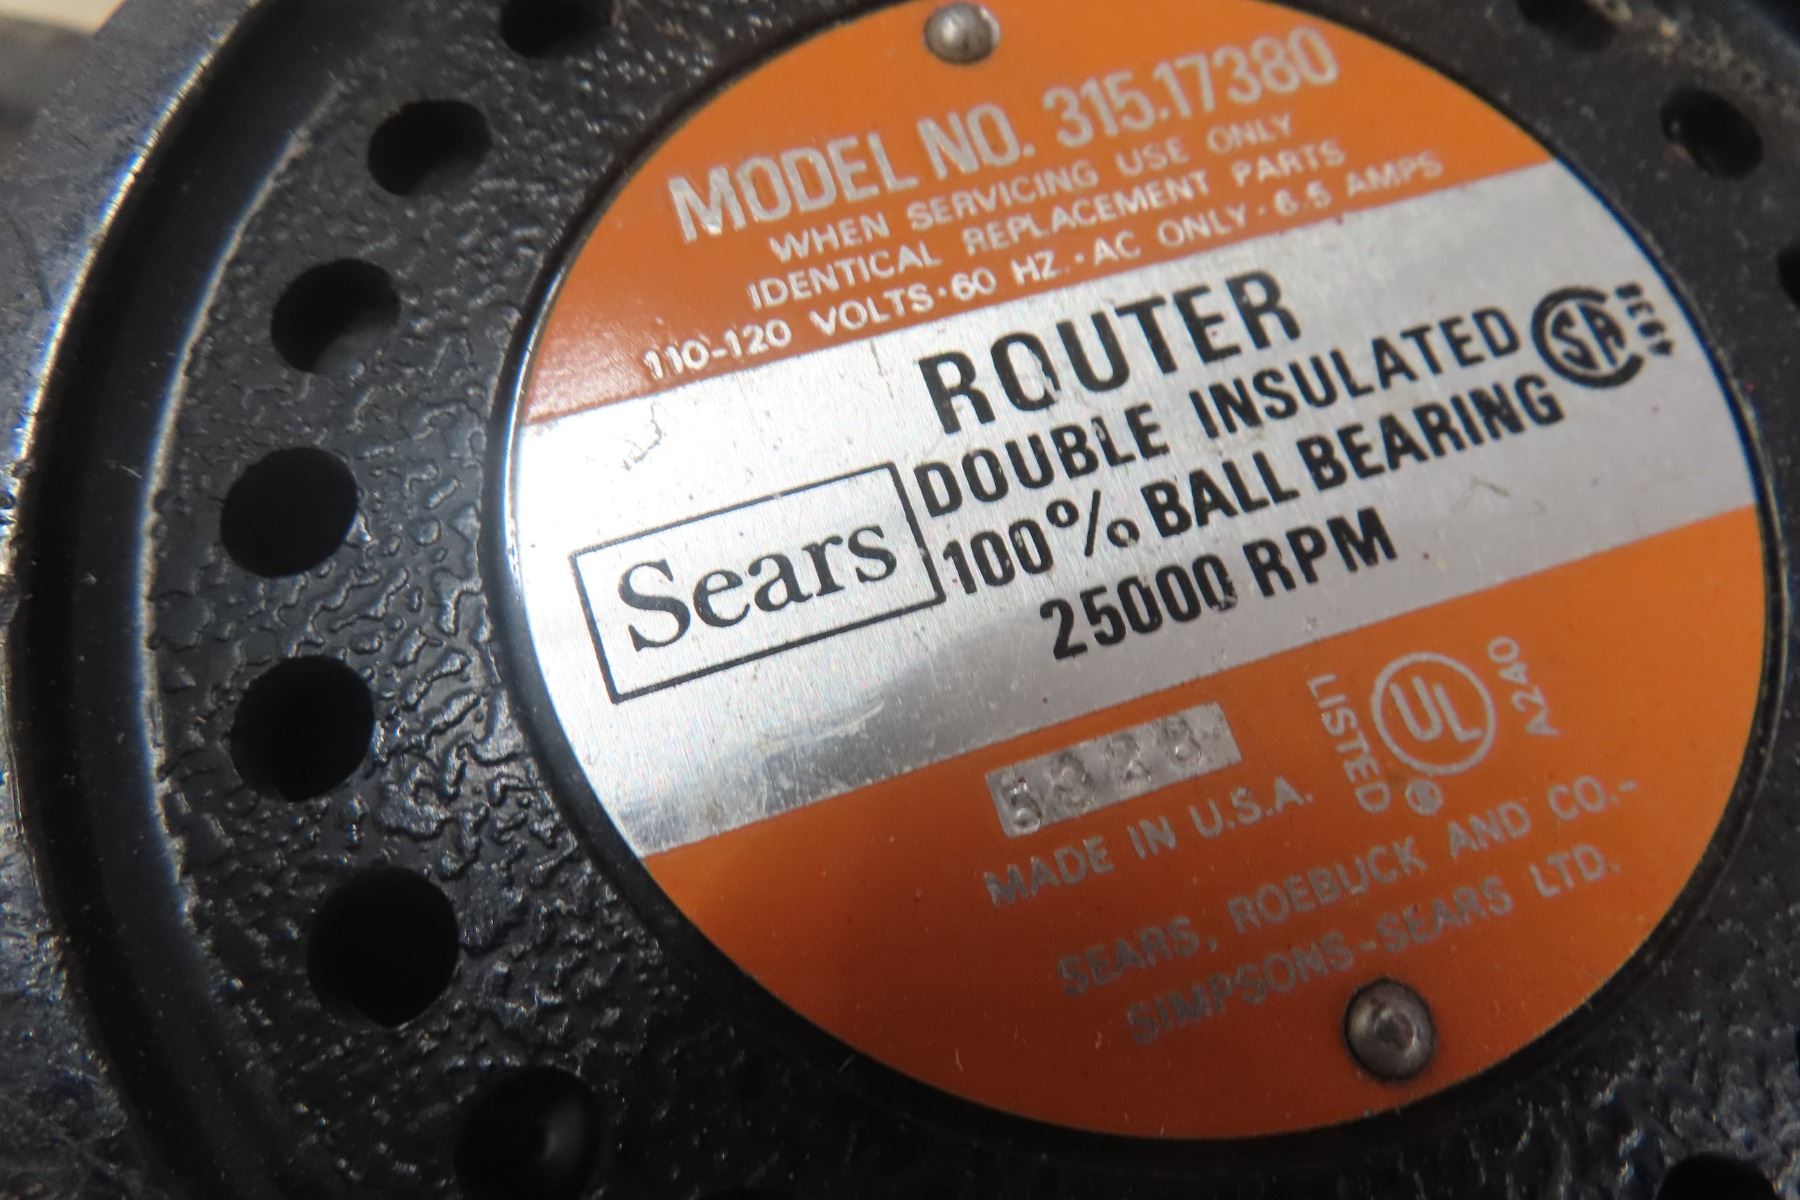 MODEL NO. 315.17380
WHEN SERVICING USE ONLY
IDENTICAL REPLACEMENT PARTS
110-120 VOLTS·60 HZ.·AC ONLY·6.5 AMPS
ROUTER
DOUBLE INSULATED
100% BALL BEARING
25000 RPM
Sears
LISTED
UL
A240
MADE IN U.S.A.
SEARS, ROEBUCK AND CO.-
SIMPSONS-SEARS LTD.